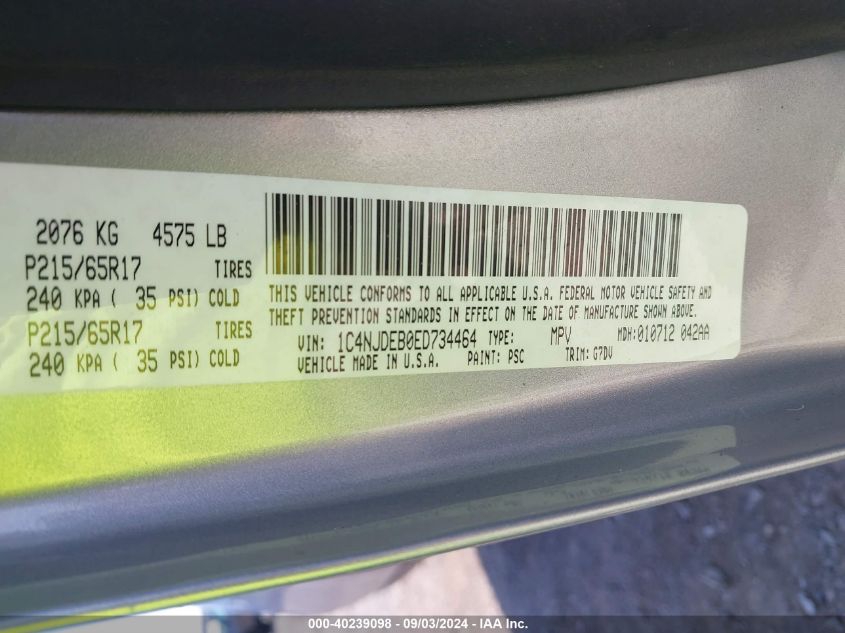 2076 KG 4575 LB
P215/65R17 TIRES
240 KPA ( 35 PSI) COLD
P215/65R17 TIRES
240 KPA ( 35 PSI) COLD
THIS VEHICLE CONFORMS TO ALL APPLICABLE U.S.A. FEDERAL MOTOR VEHICLE SAFETY AND
THEFT PREVENTION STANDARDS IN EFFECT ON THE DATE OF MANUFACTURE SHOWN ABOVE.
VIN: 1C4NJDEB0ED734464 TYPE: MPV MDH: 010712 042AA
VEHICLE MADE IN U.S.A. PAINT: PSC TRIM: G7DV
000-40239098 - 09/03/2024 - IAA Inc.